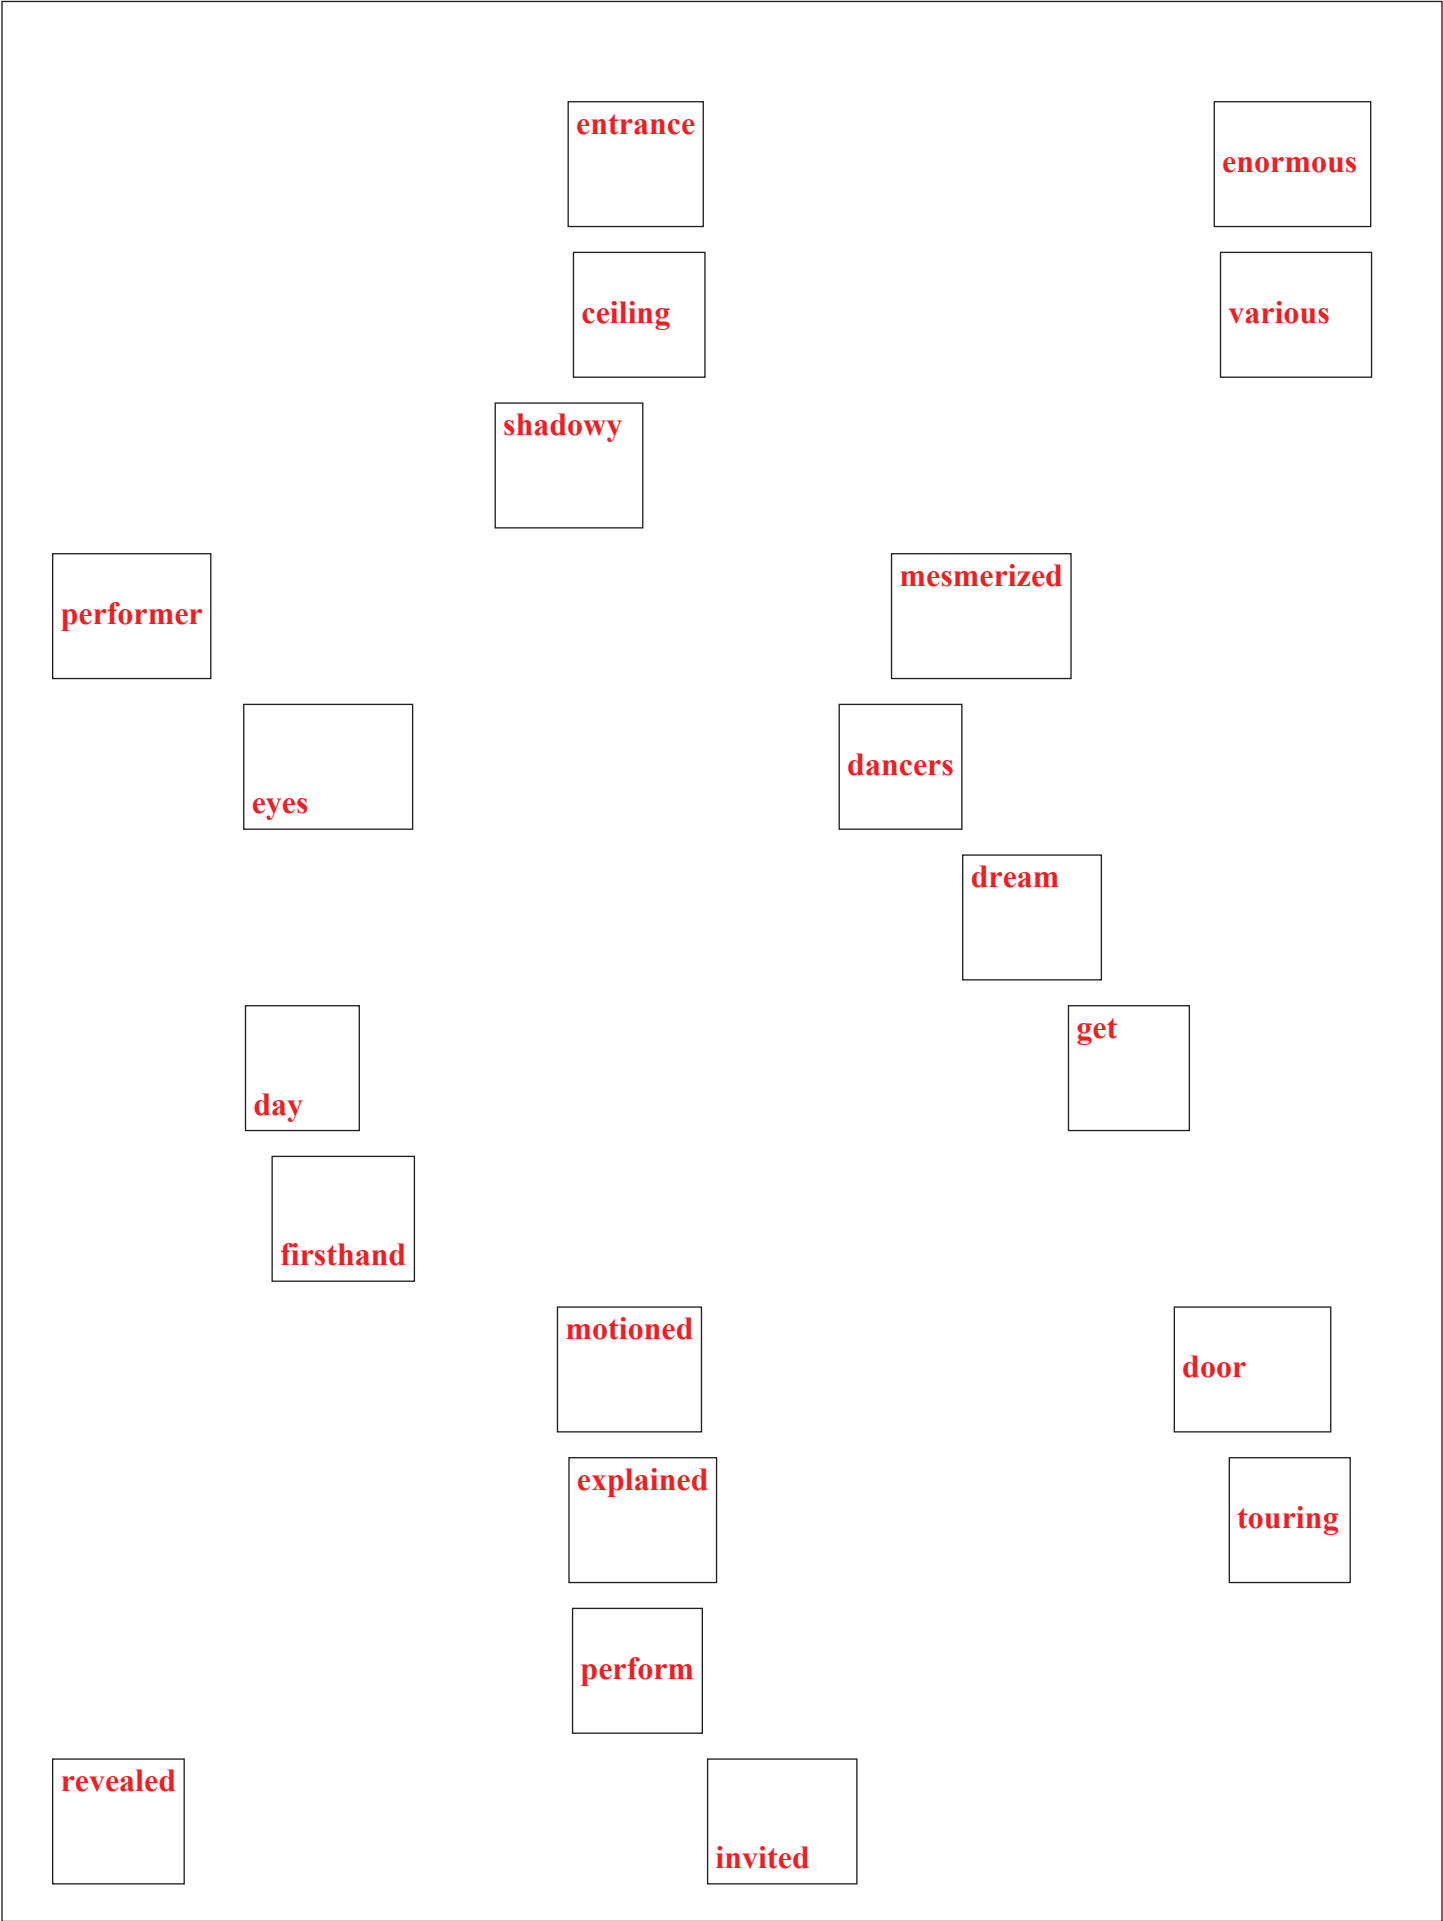 entrance enormous
ceiling various
shadowy
performer mesmerized
eyes dancers
dream
day get
firsthand
motioned door
explained touring
perform
revealed invited